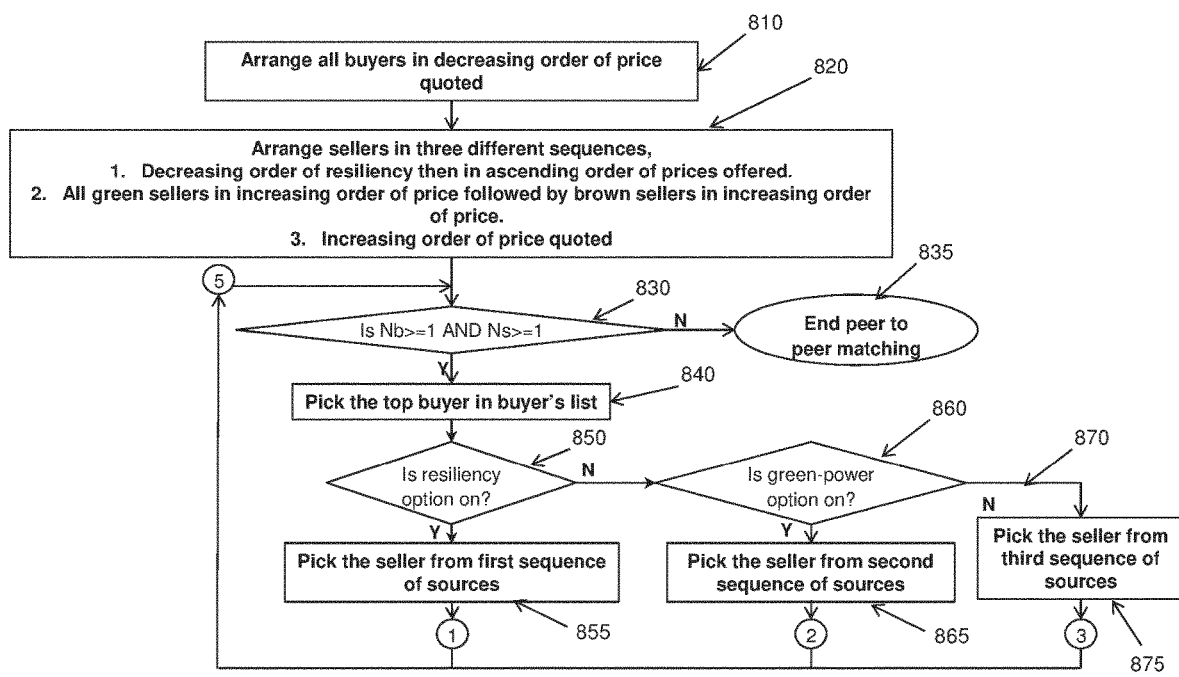 810
Arrange all buyers in decreasing order of price
quoted
820
Arrange sellers in three different sequences,
1. Decreasing order of resiliency then in ascending order of prices offered.
2. All green sellers in increasing order of price followed by brown sellers in increasing order
of price.
3. Increasing order of price quoted
5
830
835
Is Nb>=1 AND Ns>=1
N
End peer to
peer matching
Y
840
Pick the top buyer in buyer's list
850
860
870
Is resiliency
option on?
N
Is green-power
option on?
N
Y
Y
Pick the seller from first sequence
of sources
Pick the seller from second
sequence of sources
Pick the seller from
third sequence of
sources
1
855
2
865
3
875